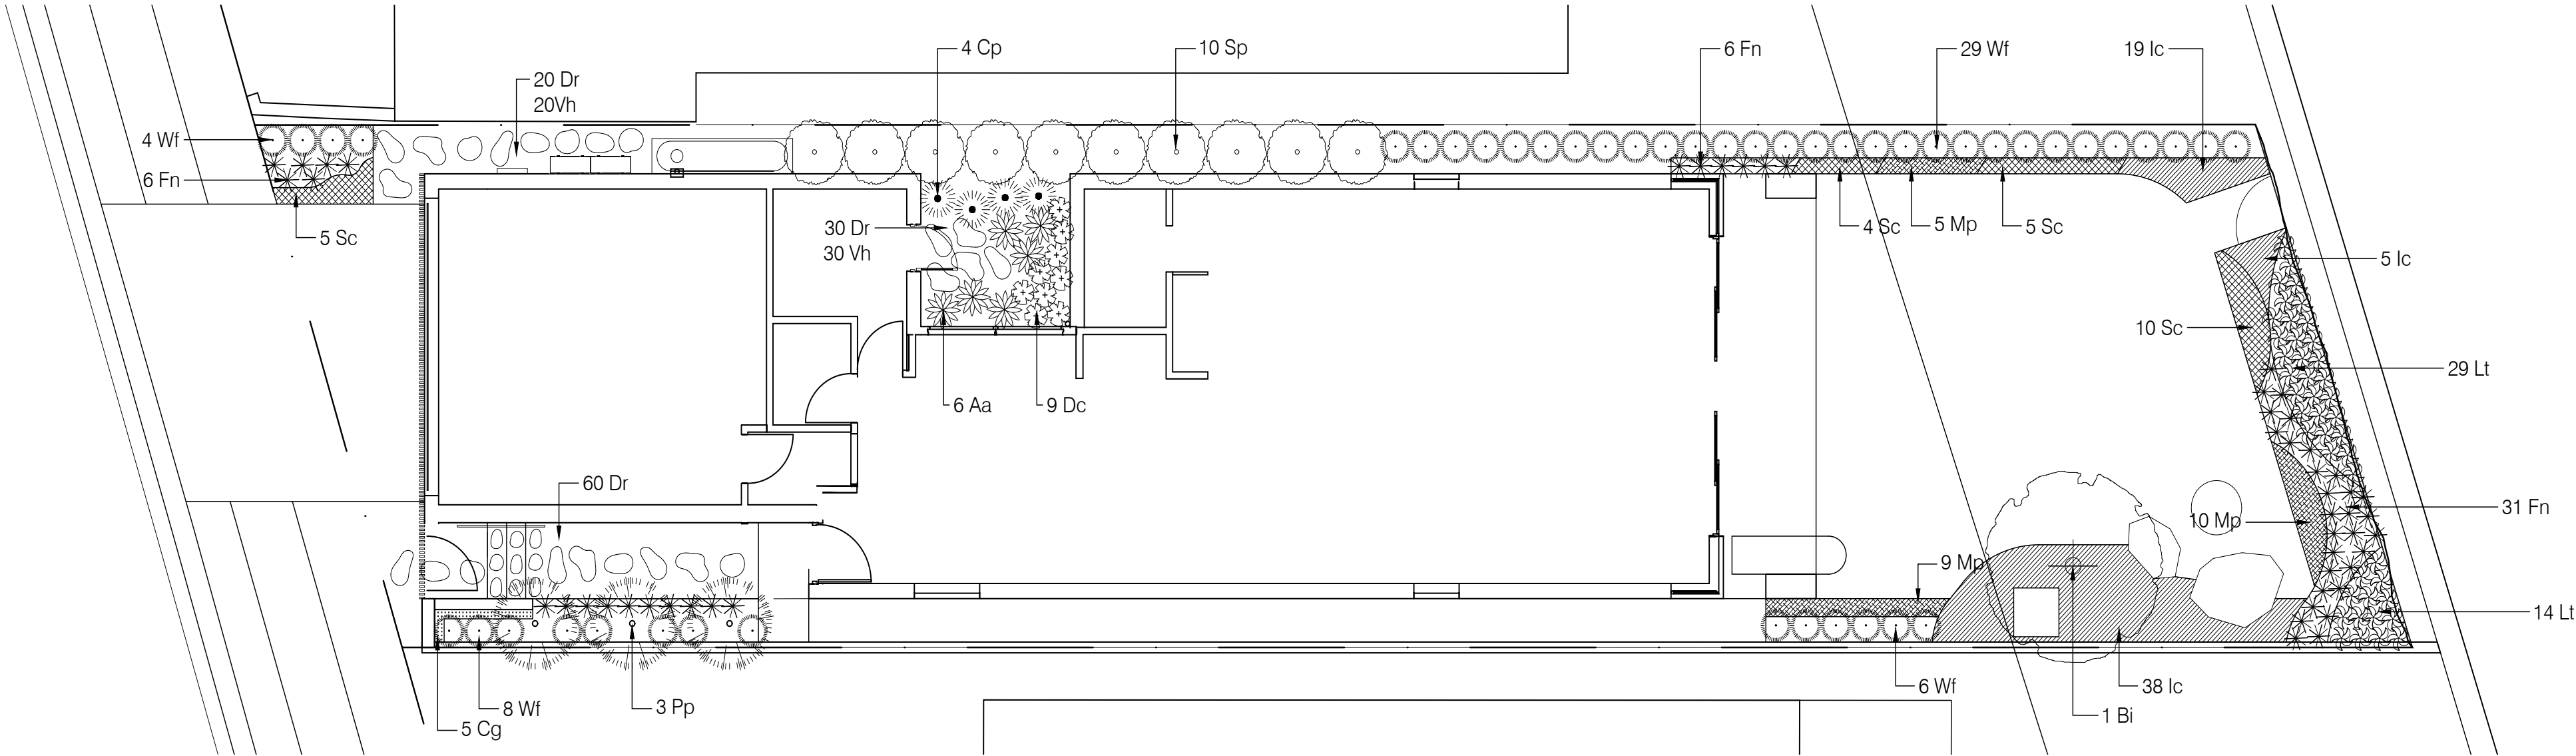 4 Cp
10 Sp
6 Fn
29 Wf
19 Ic
20 Dr
20Vh
4 Wf
6 Fn
5 Sc
30 Dr
30 Vh
4 Sc
5 Mp
5 Sc
5 Ic
10 Sc
29 Lt
6 Aa
9 Dc
60 Dr
31 Fn
10 Mp
9 Mp
14 Lt
6 Wf
38 Ic
1 Bi
3 Pp
8 Wf
5 Cg